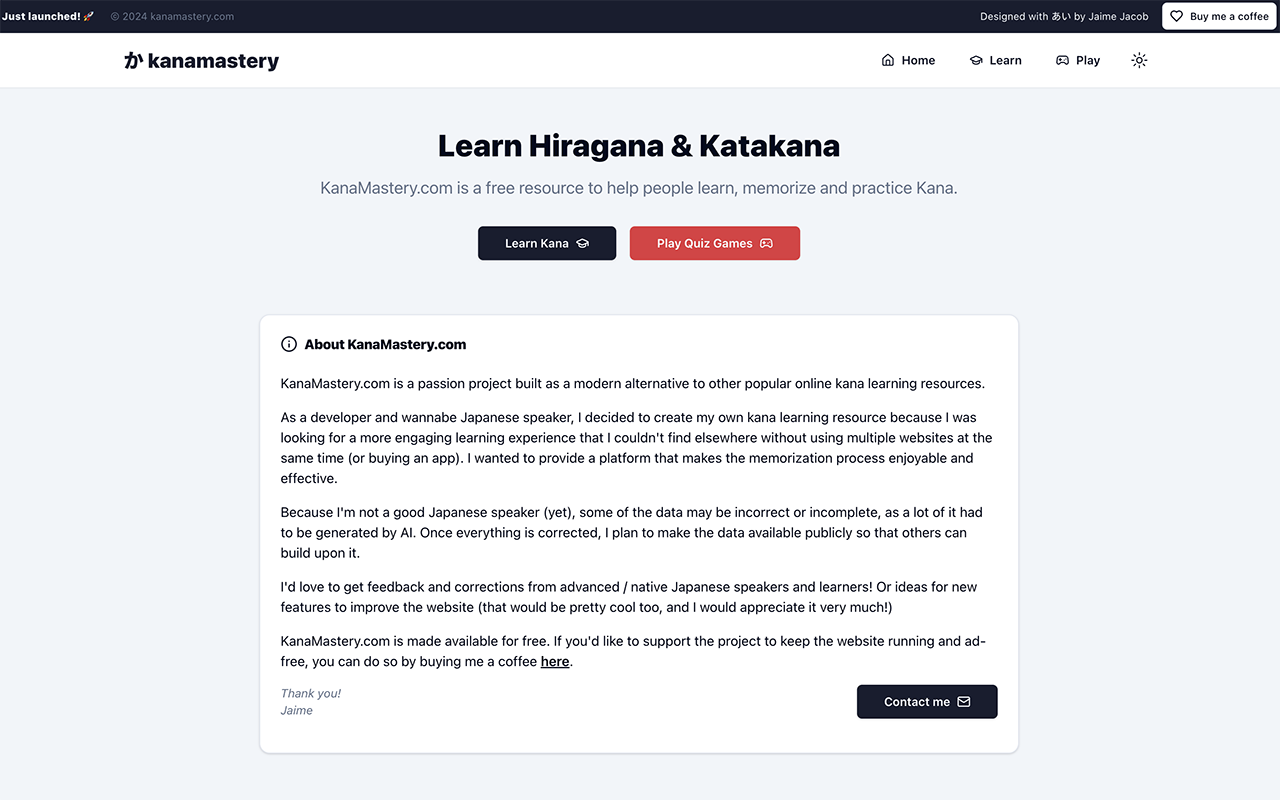 Just launched! 🚀 © 2024 kanamastery.com Designed with あい by Jaime Jacob Buy me a coffee
か kanamastery Home Learn Play
Learn Hiragana & Katakana
KanaMastery.com is a free resource to help people learn, memorize and practice Kana.
Learn Kana Play Quiz Games
About KanaMastery.com
KanaMastery.com is a passion project built as a modern alternative to other popular online kana learning resources.
As a developer and wannabe Japanese speaker, I decided to create my own kana learning resource because I was
looking for a more engaging learning experience that I couldn't find elsewhere without using multiple websites at the
same time (or buying an app). I wanted to provide a platform that makes the memorization process enjoyable and
effective.
Because I'm not a good Japanese speaker (yet), some of the data may be incorrect or incomplete, as a lot of it had
to be generated by AI. Once everything is corrected, I plan to make the data available publicly so that others can
build upon it.
I'd love to get feedback and corrections from advanced / native Japanese speakers and learners! Or ideas for new
features to improve the website (that would be pretty cool too, and I would appreciate it very much!)
KanaMastery.com is made available for free. If you'd like to support the project to keep the website running and ad-
free, you can do so by buying me a coffee here.
Thank you!
Jaime
Contact me